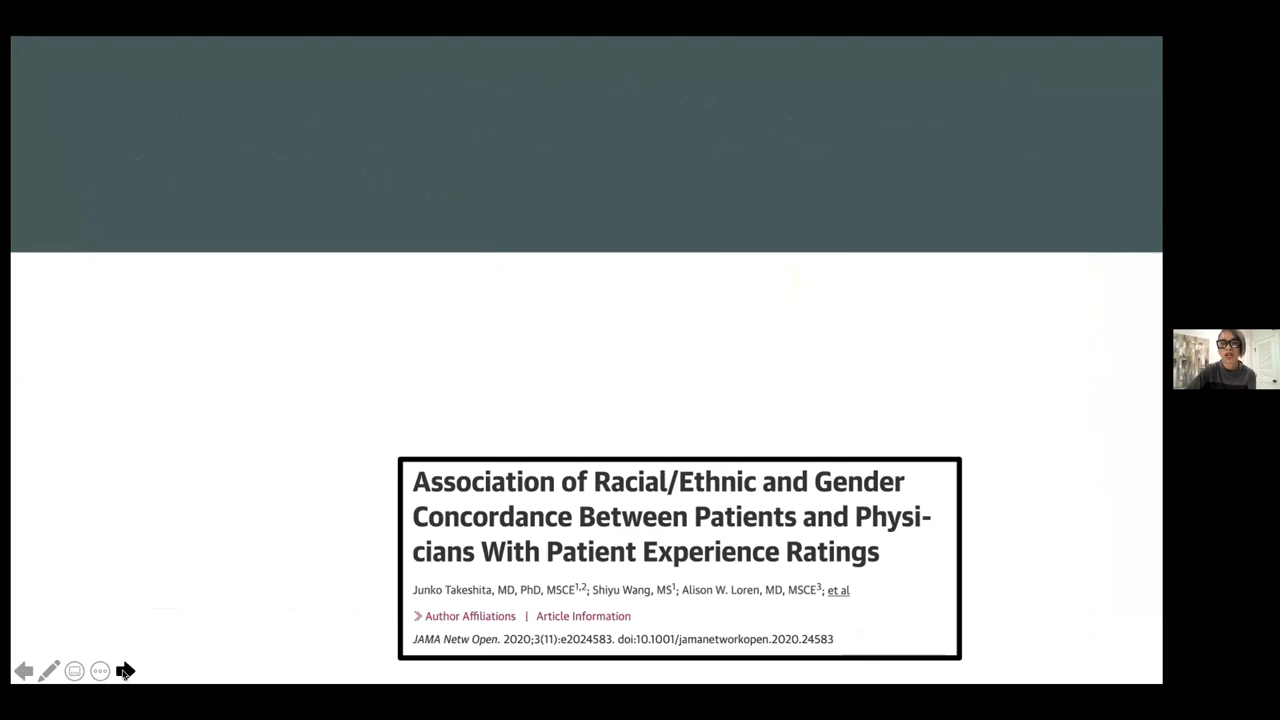 Association of Racial/Ethnic and Gender
Concordance Between Patients and Physi-
cians With Patient Experience Ratings
Junko Takeshita, MD, PhD, MSCE1,2; Shiyu Wang, MS1; Alison W. Loren, MD, MSCE3; et al
≫ Author Affiliations | Article Information
JAMA Netw Open. 2020;3(11):e2024583. doi:10.1001/jamanetworkopen.2020.24583